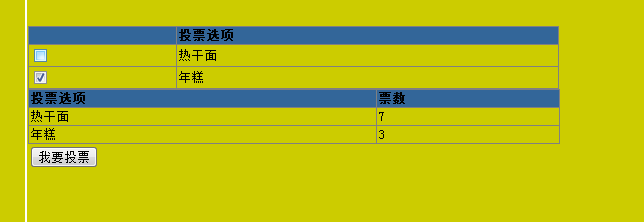 投票选项
热干面
年糕
投票选项 票数
热干面 7
年糕 3
我要投票